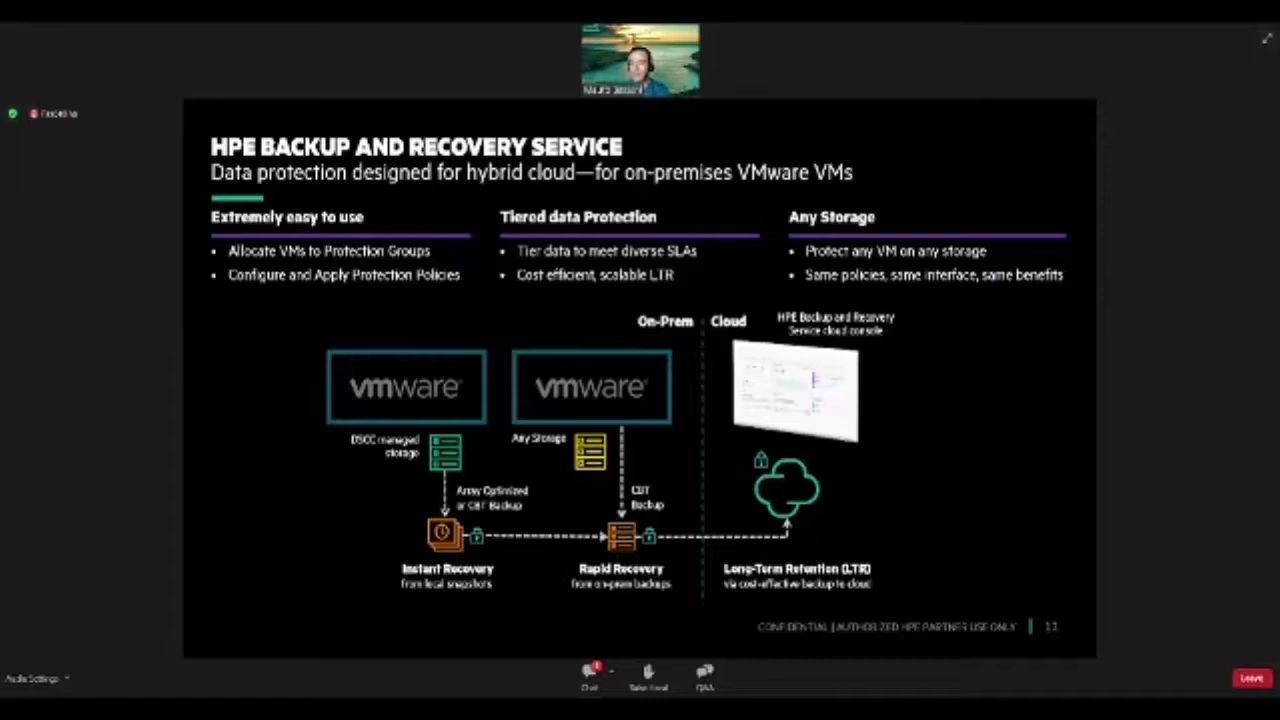 Recording
HPE BACKUP AND RECOVERY SERVICE
Data protection designed for hybrid cloud—for on-premises VMware VMs
Extremely easy to use
• Allocate VMs to Protection Groups
• Configure and Apply Protection Policies
Tiered data Protection
• Tier data to meet diverse SLAs
• Cost efficient, scalable LTR
Any Storage
• Protect any VM on any storage
• Same policies, same interface, same benefits
On-Prem
Cloud
HPE Backup and Recovery
Service cloud console
vmware
vmware
DSCC managed
storage
Any Storage
Array Optimized
or CBT Backup
CBT
Backup
Instant Recovery
from local snapshots
Rapid Recovery
from on-prem backups
Long-Term Retention (LTR)
via cost-effective backup to cloud
CONFIDENTIAL | AUTHORIZED HPE PARTNER USE ONLY
12
Audio Settings
Chat
Raise Hand
Q&A
Leave